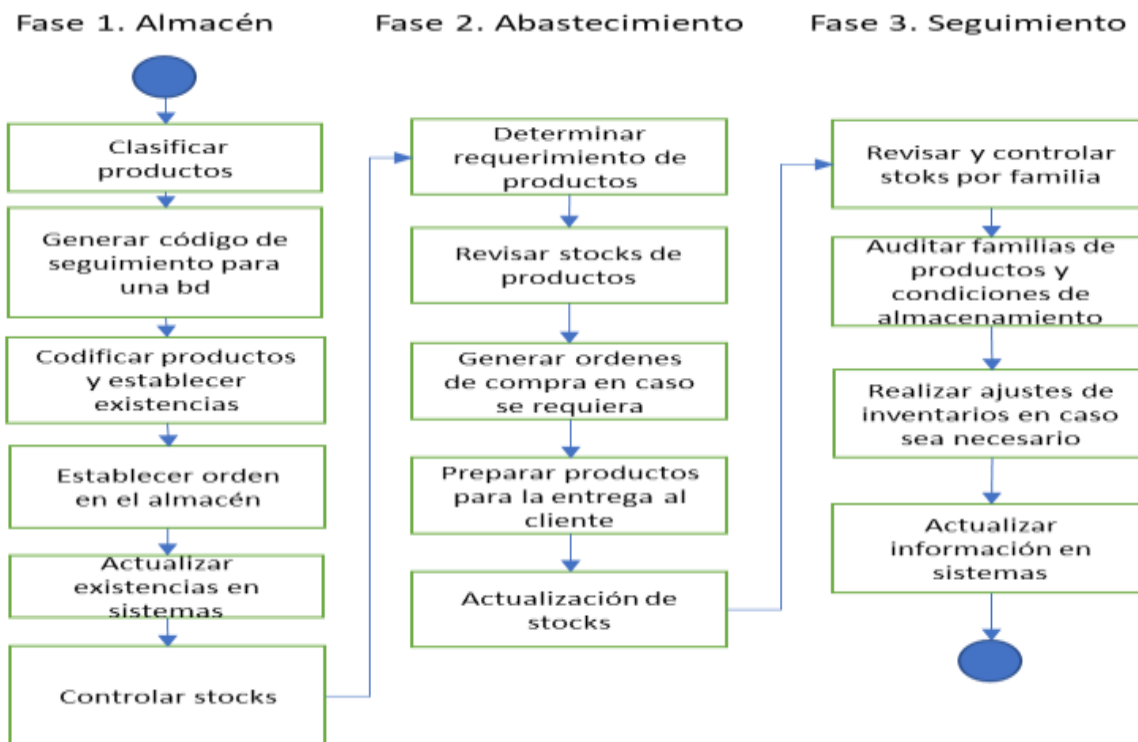 Fase 1. Almacén
Clasificar
productos
Generar código de
seguimiento para
una bd
Codificar productos
y establecer
existencias
Establecer orden
en el almacén
Actualizar
existencias en
sistemas
Controlar stocks
Fase 2. Abastecimiento
Determinar
requerimiento de
productos
Revisar stocks de
productos
Generar ordenes
de compra en caso
se requiera
Preparar productos
para la entrega al
cliente
Actualización de
stocks
Fase 3. Seguimiento
Revisar y controlar
stoks por familia
Auditar familias de
productos y
condiciones de
almacenamiento
Realizar ajustes de
inventarios en caso
sea necesario
Actualizar
información en
sistemas